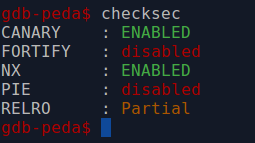 gdb-peda$ checksec
CANARY    : ENABLED
FORTIFY   : disabled
NX        : ENABLED
PIE       : disabled
RELRO     : Partial
gdb-peda$